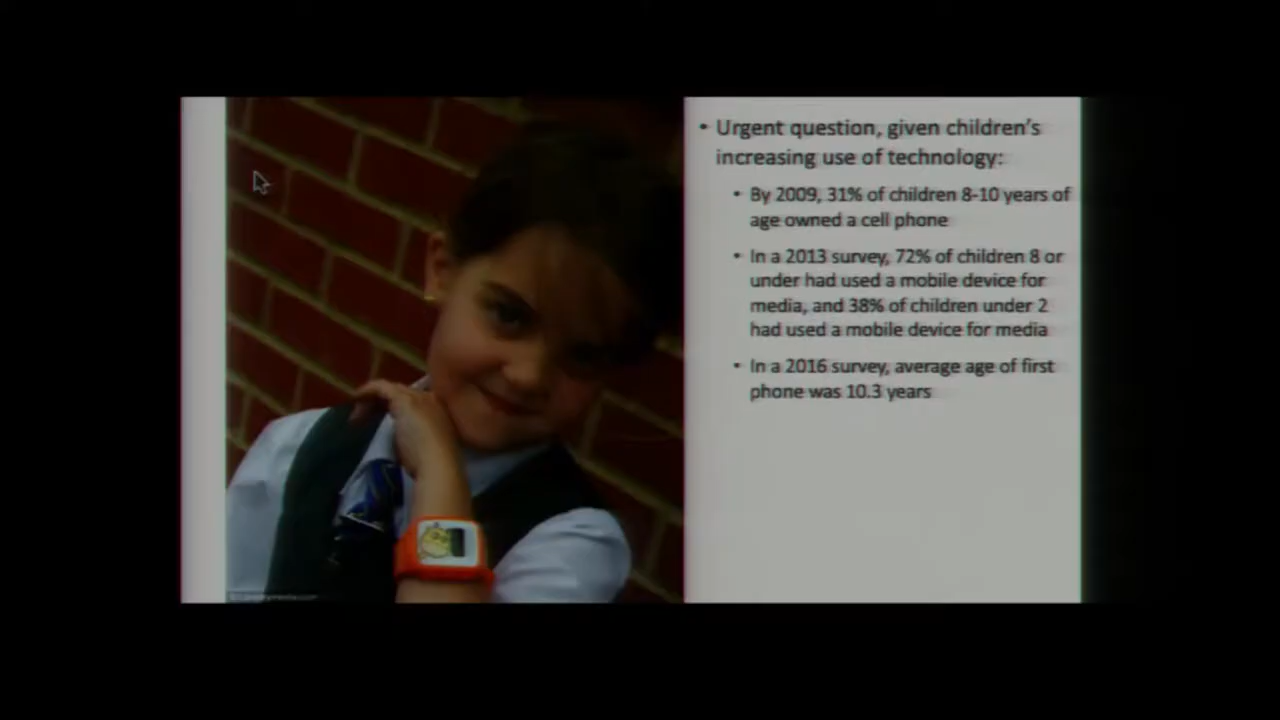 • Urgent question, given children's
increasing use of technology:
• By 2009, 31% of children 8-10 years of
age owned a cell phone
• In a 2013 survey, 72% of children 8 or
under had used a mobile device for
media, and 38% of children under 2
had used a mobile device for media
• In a 2016 survey, average age of first
phone was 10.3 years